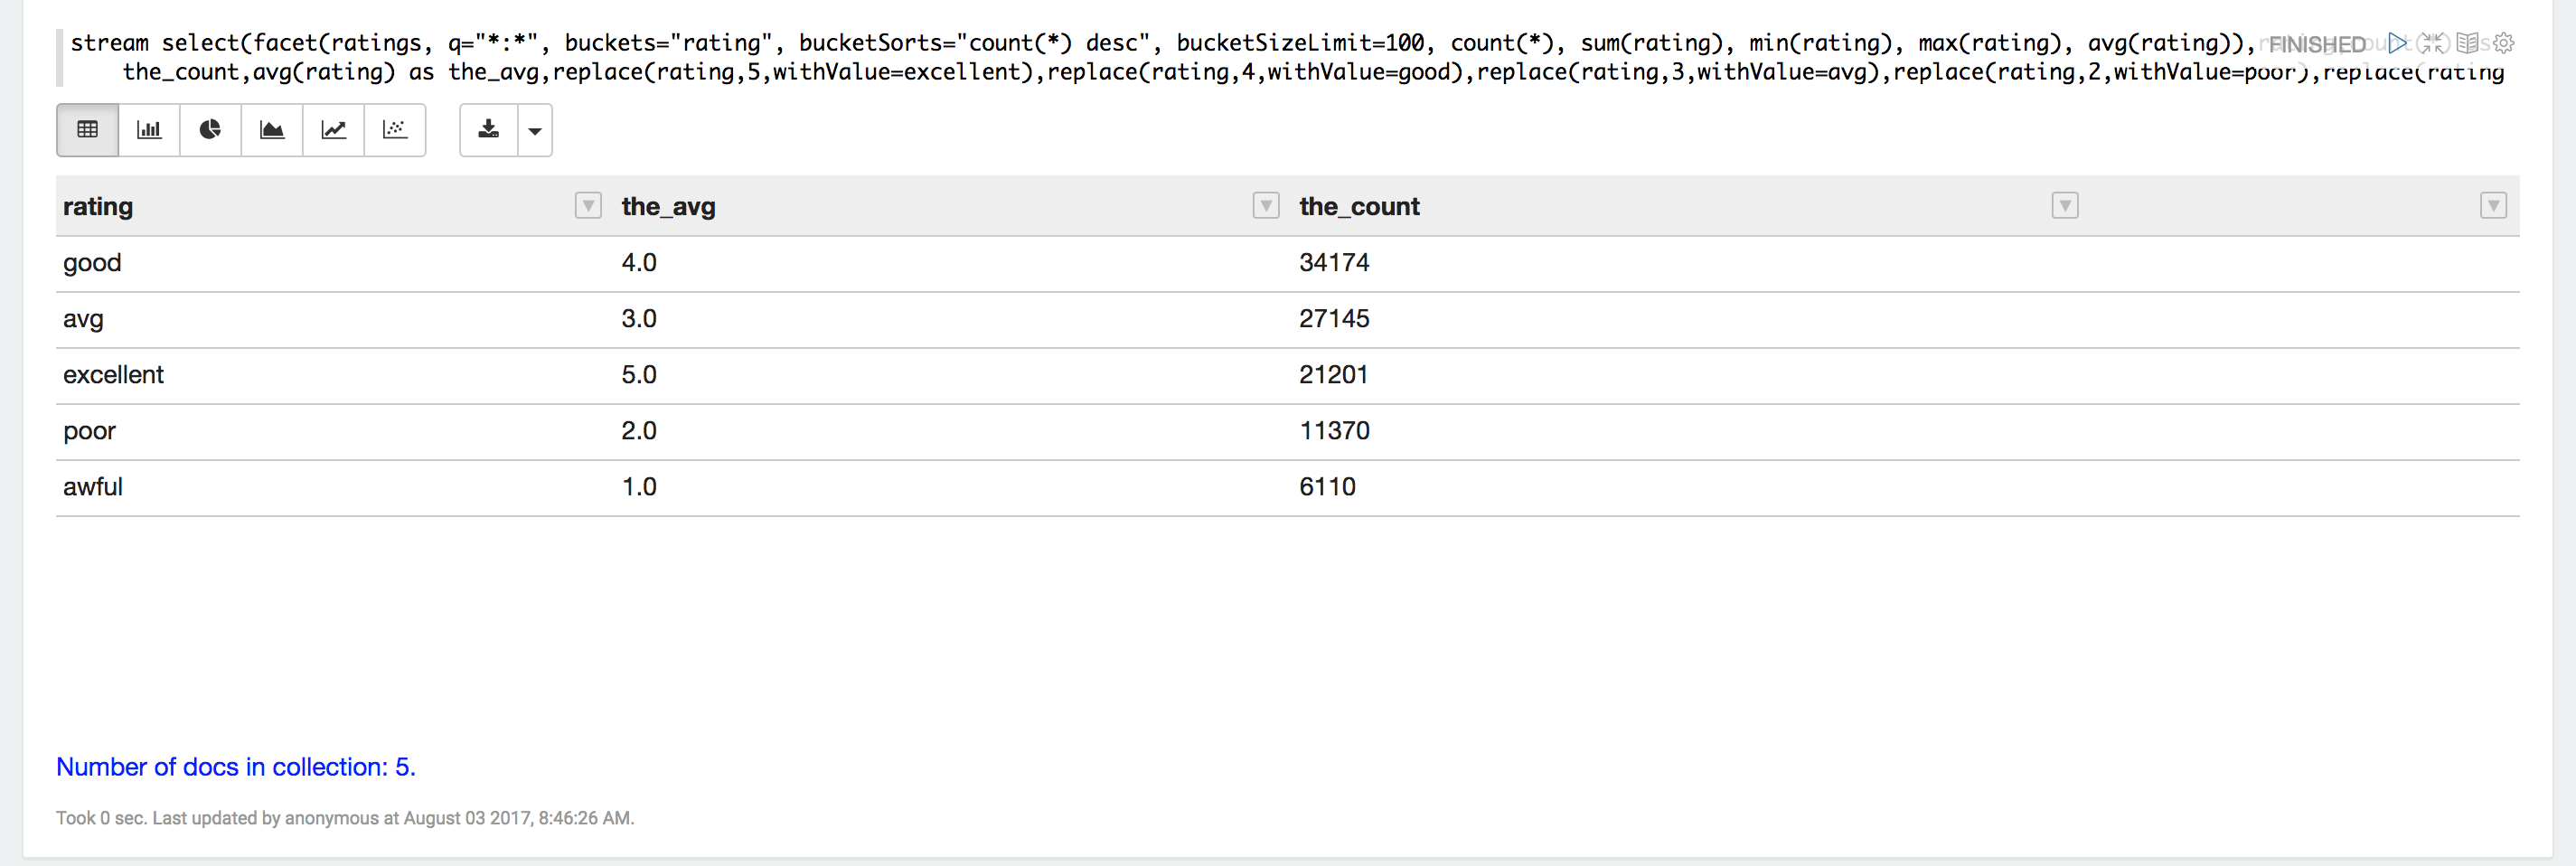 stream select(facet(ratings, q="*:*", buckets="rating", bucketSorts="count(*) desc", bucketSizeLimit=100, count(*), sum(rating), min(rating), max(rating), avg(rating)), FINISHED
the_count,avg(rating) as the_avg,replace(rating,5,withValue=excellent),replace(rating,4,withValue=good),replace(rating,3,withValue=avg),replace(rating,2,withValue=poor),replace(rating
rating the_avg the_count
good 4.0 34174
avg 3.0 27145
excellent 5.0 21201
poor 2.0 11370
awful 1.0 6110
Number of docs in collection: 5.
Took 0 sec. Last updated by anonymous at August 03 2017, 8:46:26 AM.